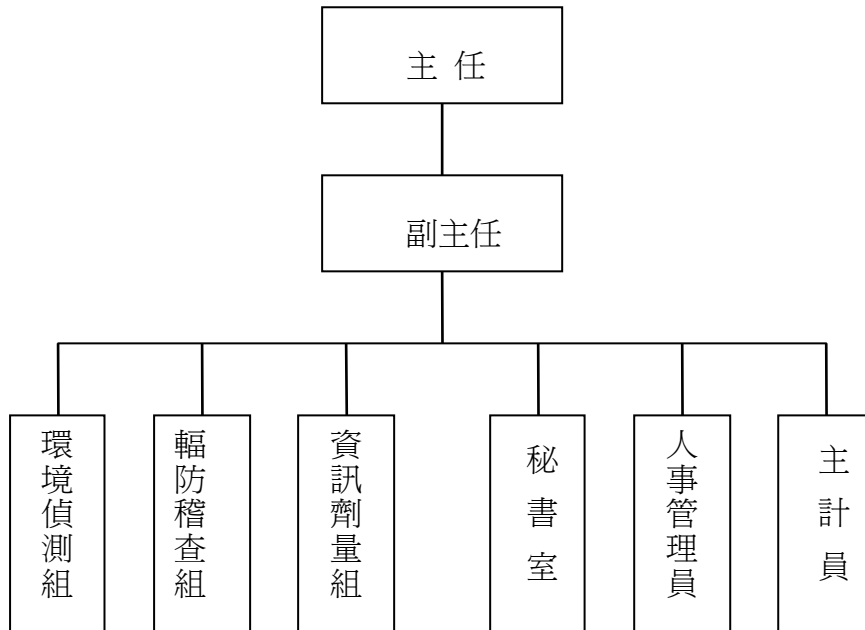 主 任
副主任
環境偵測組
輻防稽查組
資訊劑量組
秘書室
人事管理員
主計員